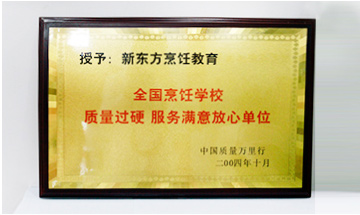 授予：新东方烹饪教育
全国烹饪学校
质量过硬 服务满意放心单位
中国质量万里行
二00四年十月